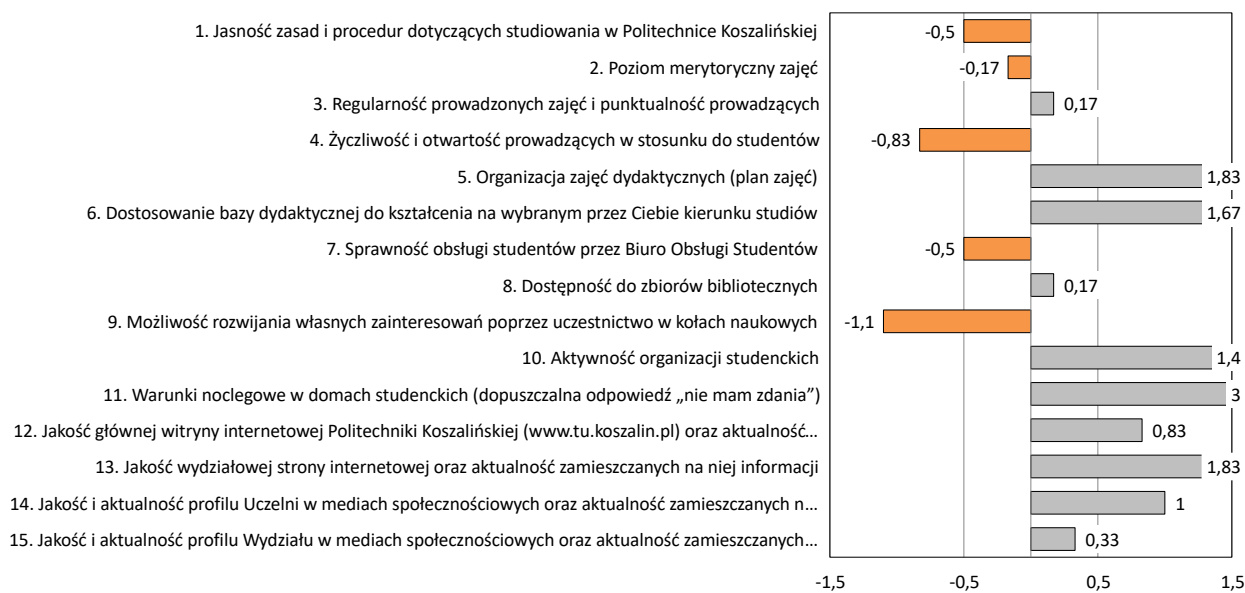 1. Jasność zasad i procedur dotyczących studiowania w Politechnice Koszalińskiej
-0,5
2. Poziom merytoryczny zajęć
-0,17
3. Regularność prowadzonych zajęć i punktualność prowadzących
0,17
4. Życzliwość i otwartość prowadzących w stosunku do studentów
-0,83
5. Organizacja zajęć dydaktycznych (plan zajęć)
1,83
6. Dostosowanie bazy dydaktycznej do kształcenia na wybranym przez Ciebie kierunku studiów
1,67
7. Sprawność obsługi studentów przez Biuro Obsługi Studentów
-0,5
8. Dostępność do zbiorów bibliotecznych
0,17
9. Możliwość rozwijania własnych zainteresowań poprzez uczestnictwo w kołach naukowych
-1,1
10. Aktywność organizacji studenckich
1,4
11. Warunki noclegowe w domach studenckich (dopuszczalna odpowiedź „nie mam zdania”)
3
12. Jakość głównej witryny internetowej Politechniki Koszalińskiej (www.tu.koszalin.pl) oraz aktualność...
0,83
13. Jakość wydziałowej strony internetowej oraz aktualność zamieszczanych na niej informacji
1,83
14. Jakość i aktualność profilu Uczelni w mediach społecznościowych oraz aktualność zamieszczanych n...
1
15. Jakość i aktualność profilu Wydziału w mediach społecznościowych oraz aktualność zamieszczanych...
0,33
-1,5 -0,5 0,5 1,5